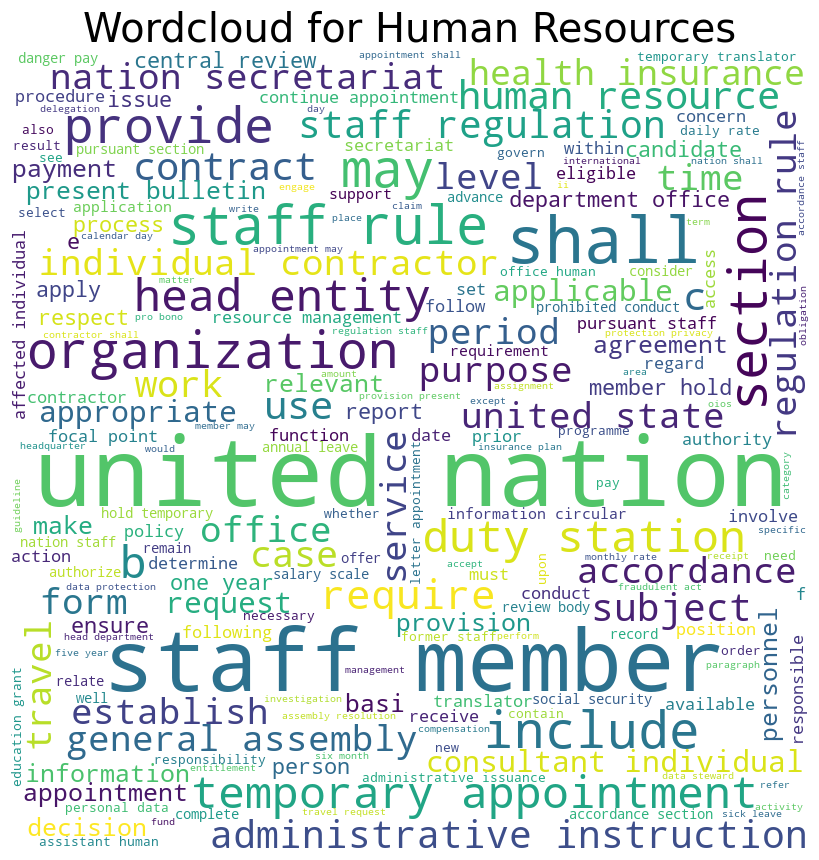 Wordcloud for Human Resources
danger pay
central review
appointment shall
temporary translator
nation secretariat
health insurance
procedure
issue
continue appointment
human resource
delegation
day
concern
also
provide
staff regulation
daily rate
result
see
pursuant section
secretariat
govern
within
candidate
international
nation shall
accordance staff
payment
contract
may
level
eligible
time
regulation rule
present bulletin
support
engage
ii
advance
department office
select
application
write
place
claim
term
process
staff rule
shall
section
e
calendar day
appointment may
individual contractor
office human
consider
access
affected individual
matter
apply
head entity
set
applicable
c
prohibited conduct
obligation
pro bono
follow
respect
resource management
regulation staff
period
pursuant staff
contractor shall
requirement
protection privacy
agreement
organization
purpose
regard
amount
area
work
relevant
provision present
assignment
member hold
contractor
except
oios
appropriate
use
report
united state
member may
programme
focal point
function
date
prior
authority
headquarter
would
annual leave
insurance plan
united nation
category
pay
service
letter appointment
guideline
hold temporary
whether
information circular
involve
make
policy
office
duty station
specific
nation staff
remain
case
offer
monthly rate
receipt
need
action
b
determine
accept
upon
authorize
salary scale
must
accordance
data protection
one year
conduct
fraudulent act
f
form
request
necessary
require
review body
subject
ensure
following
provision
former staff
perform
record
position
head department
personnel
order
responsible
travel
five year
staff member
management
paragraph
relate
education grant
well
investigation
basi
translator
social security
available
establish
assembly resolution
receive
contain
compensation
new
include
general assembly
six month
responsibility
consultant individual
information
entitlement
person
administrative issuance
data steward
refer
appointment
temporary appointment
personal data
activity
fund
complete
travel request
accordance section
sick leave
decision
assistant human
administrative instruction